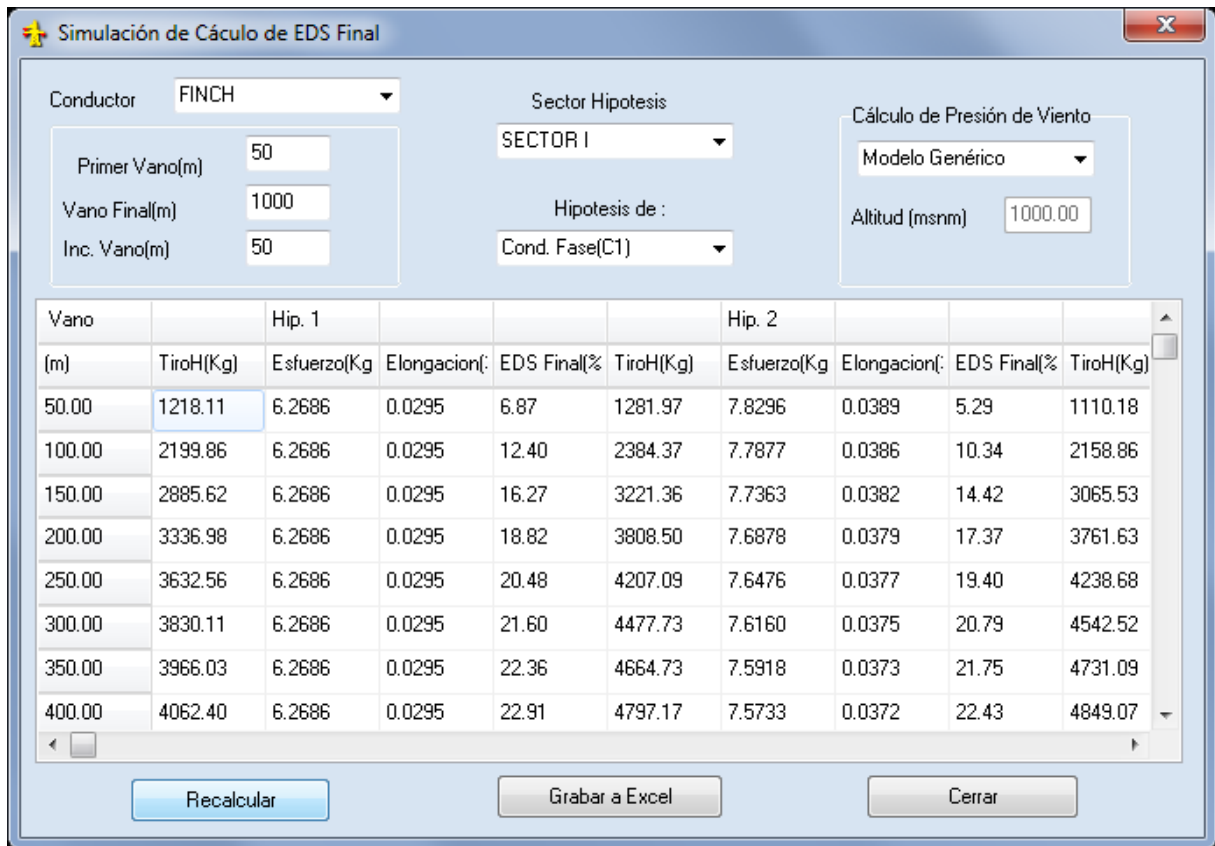 Simulación de Cáculo de EDS Final
Conductor FINCH
Primer Vano(m) 50
Vano Final(m) 1000
Inc. Vano(m) 50
Sector Hipotesis
SECTOR I
Hipotesis de :
Cond. Fase(C1)
Cálculo de Presión de Viento
Modelo Genérico
Altitud (msnm) 1000.00
Vano Hip. 1 Hip. 2
(m) TiroH(Kg) Esfuerzo(Kg Elongacion(: EDS Final(% TiroH(Kg) Esfuerzo(Kg Elongacion(: EDS Final(% TiroH(Kg)
50.00 1218.11 6.2686 0.0295 6.87 1281.97 7.8296 0.0389 5.29 1110.18
100.00 2199.86 6.2686 0.0295 12.40 2384.37 7.7877 0.0386 10.34 2158.86
150.00 2885.62 6.2686 0.0295 16.27 3221.36 7.7363 0.0382 14.42 3065.53
200.00 3336.98 6.2686 0.0295 18.82 3808.50 7.6878 0.0379 17.37 3761.63
250.00 3632.56 6.2686 0.0295 20.48 4207.09 7.6476 0.0377 19.40 4238.68
300.00 3830.11 6.2686 0.0295 21.60 4477.73 7.6160 0.0375 20.79 4542.52
350.00 3966.03 6.2686 0.0295 22.36 4664.73 7.5918 0.0373 21.75 4731.09
400.00 4062.40 6.2686 0.0295 22.91 4797.17 7.5733 0.0372 22.43 4849.07
Recalcular Grabar a Excel Cerrar